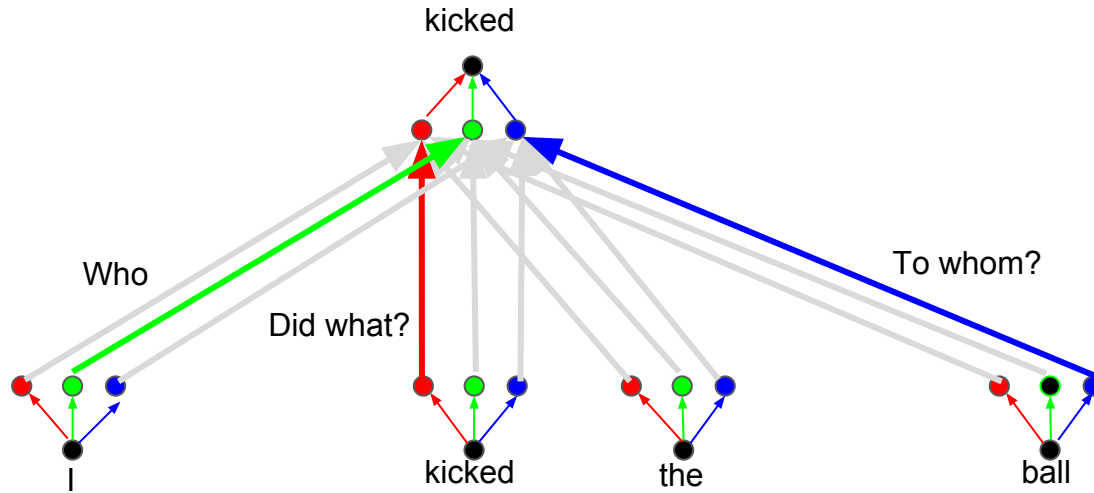 kicked
Who
To whom?
Did what?
I
kicked
the
ball